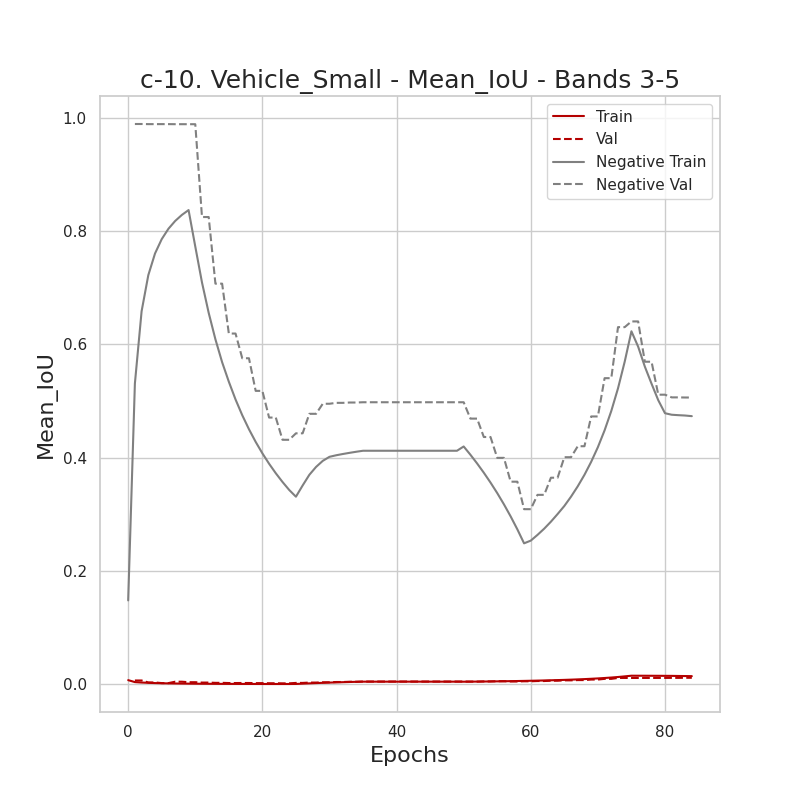 c-10. Vehicle_Small - Mean_IoU - Bands 3-5
Train
Val
Negative Train
Negative Val
1.0
0.8
0.6
0.4
0.2
0.0
Mean_IoU
0 20 40 60 80
Epochs